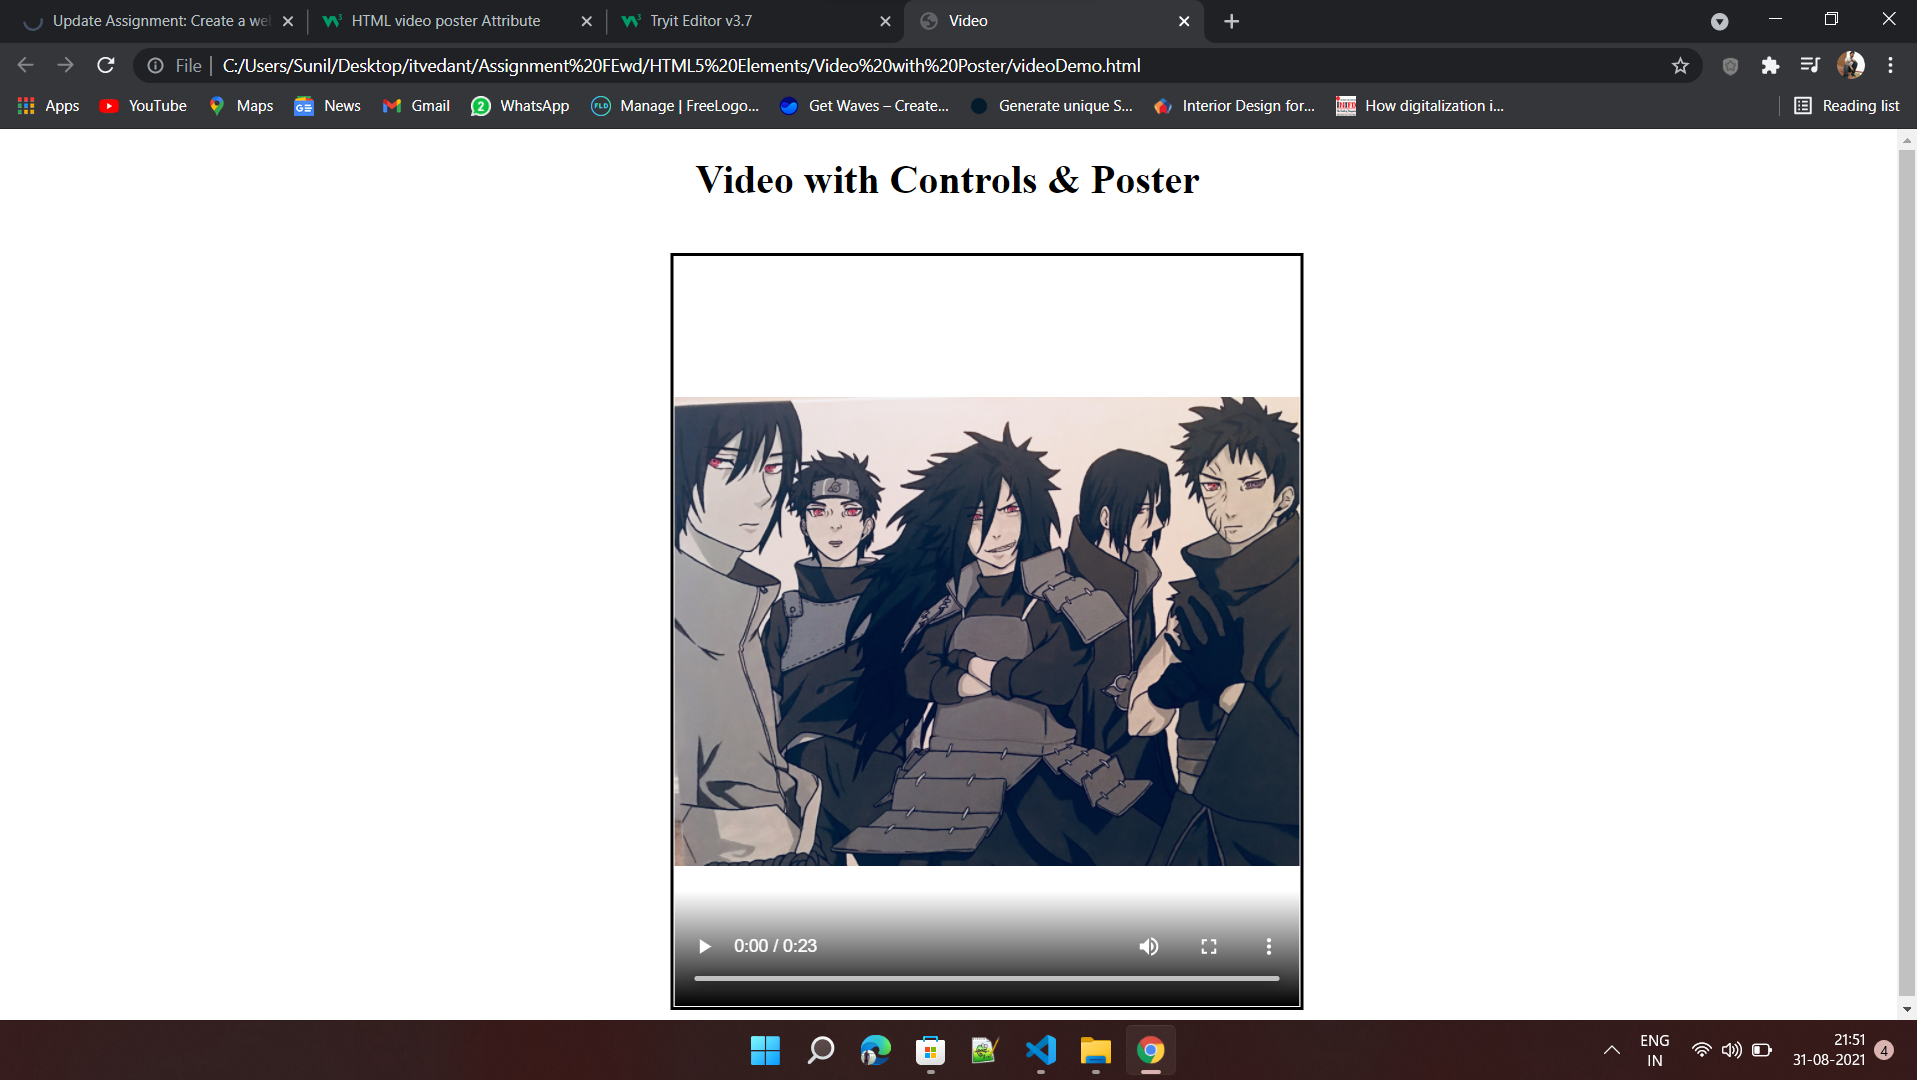 Update Assignment: Create a wel
HTML video poster Attribute
Tryit Editor v3.7
Video
File
C:/Users/Sunil/Desktop/itvedant/Assignment%20FEwd/HTML5%20Elements/Video%20with%20Poster/videoDemo.html
Apps YouTube Maps News Gmail WhatsApp Manage | FreeLogo... Get Waves – Create... Generate unique S... Interior Design for... How digitalization i... Reading list
Video with Controls & Poster
0:00 / 0:23
ENG
IN
21:51
31-08-2021
4